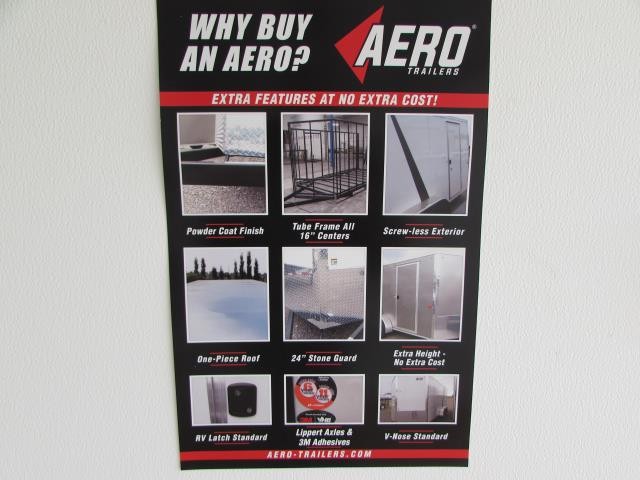 WHY BUY
AN AERO?
AERO®
TRAILERS
EXTRA FEATURES AT NO EXTRA COST!
Powder Coat Finish
Tube Frame All
16" Centers
Screw-less Exterior
One-Piece Roof
24" Stone Guard
Extra Height -
No Extra Cost
RV Latch Standard
Lippert Axles &
3M Adhesives
V-Nose Standard
AERO-TRAILERS.COM